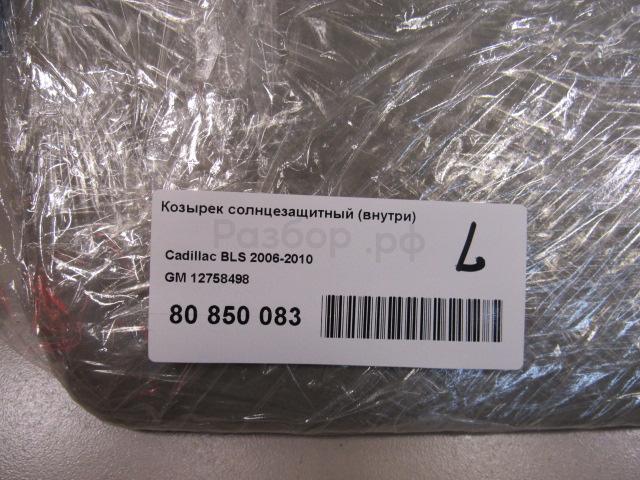 Козырек солнцезащитный (внутри)
Разбор.рф
Cadillac BLS 2006-2010
GM 12758498
80 850 083
L